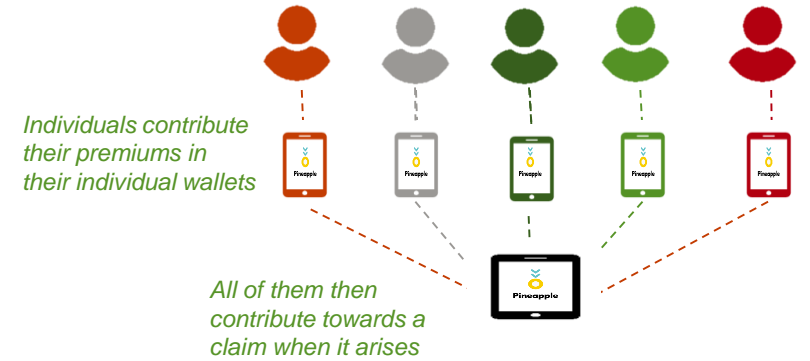 Individuals contribute
their premiums in
their individual wallets
Pineapple
Pineapple
Pineapple
Pineapple
Pineapple
All of them then
contribute towards a
claim when it arises
Pineapple